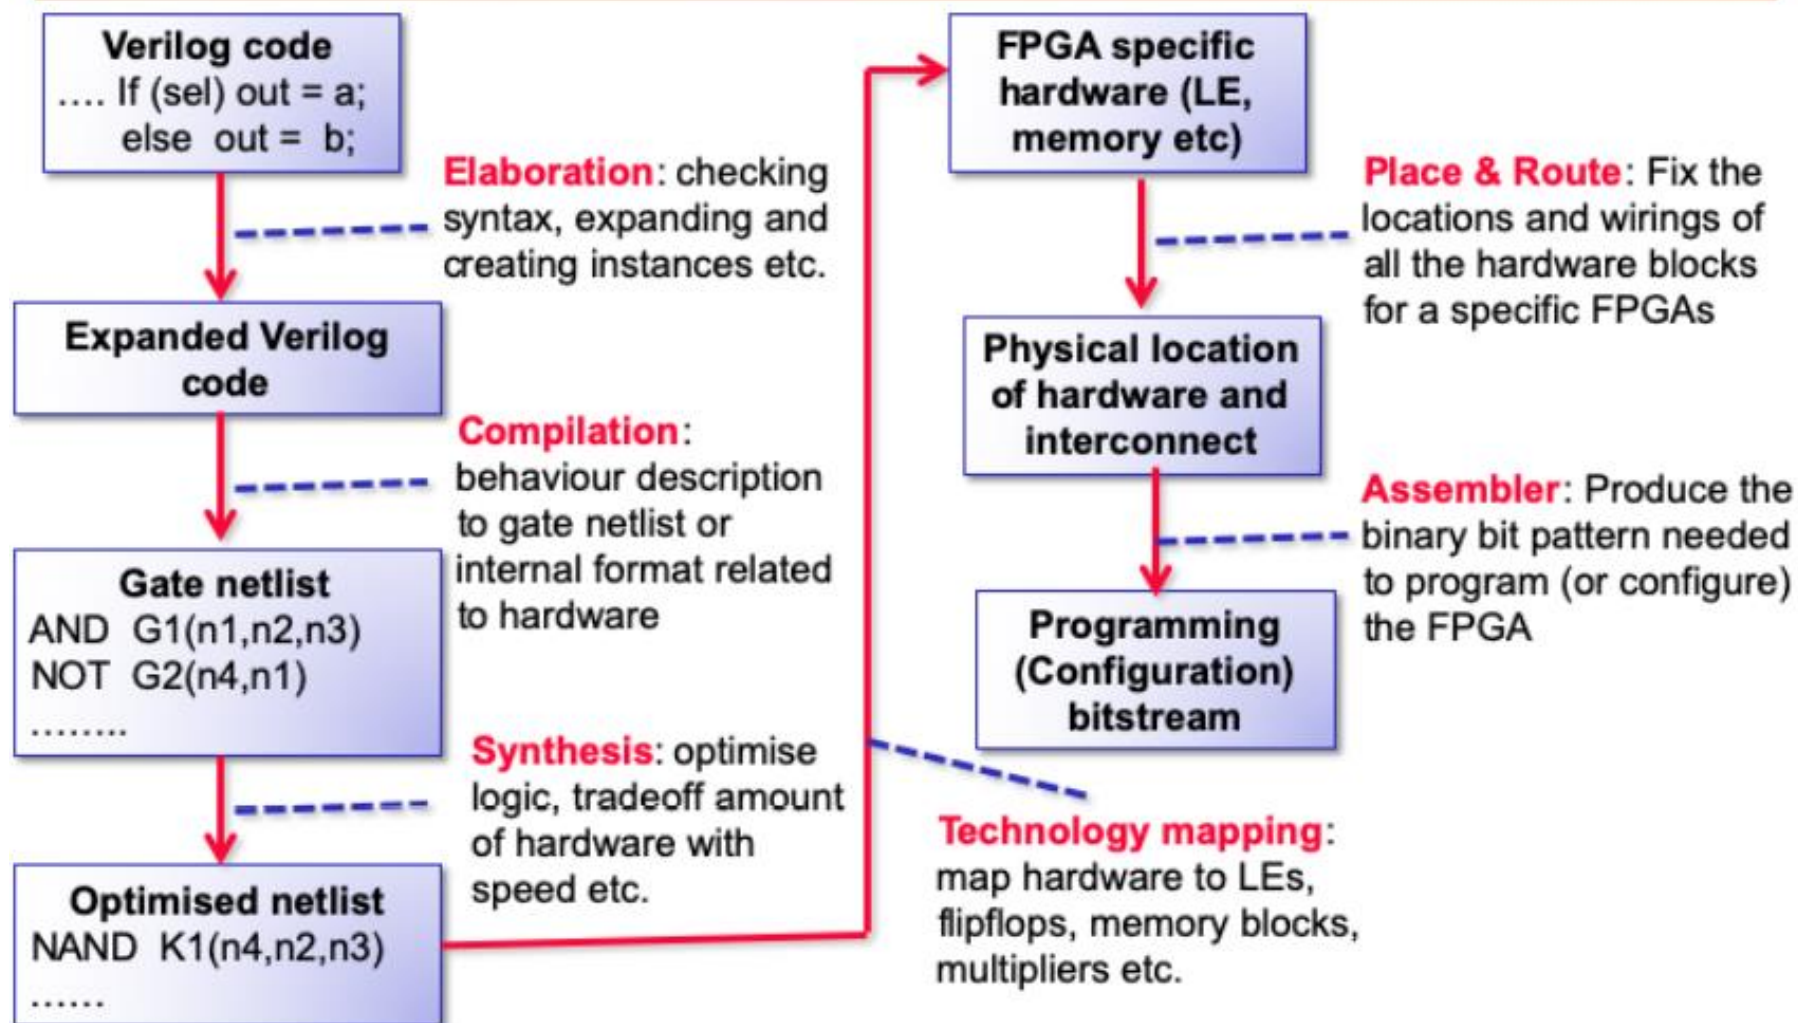 Verilog code
.... If (sel) out = a;
else out = b;
Elaboration: checking
syntax, expanding and
creating instances etc.
Expanded Verilog
code
Compilation:
behaviour description
to gate netlist or
internal format related
to hardware
Gate netlist
AND G1(n1,n2,n3)
NOT G2(n4,n1)
........
Synthesis: optimise
logic, tradeoff amount
of hardware with
speed etc.
Optimised netlist
NAND K1(n4,n2,n3)
......
Technology mapping:
map hardware to LEs,
flipflops, memory blocks,
multipliers etc.
FPGA specific
hardware (LE,
memory etc)
Place & Route: Fix the
locations and wirings of
all the hardware blocks
for a specific FPGAs
Physical location
of hardware and
interconnect
Assembler: Produce the
binary bit pattern needed
to program (or configure)
the FPGA
Programming
(Configuration)
bitstream